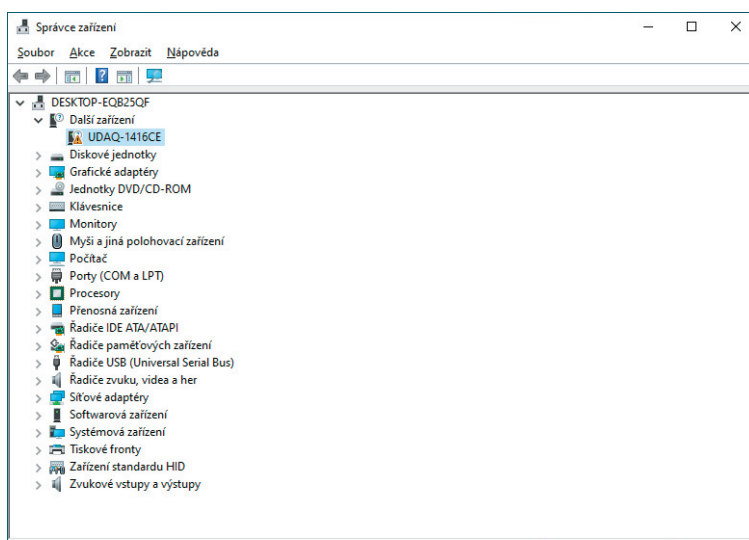 Správce zařízení
Soubor Akce Zobrazit Nápověda
DESKTOP-EQB25QF
Další zařízení
UDAQ-1416CE
Diskové jednotky
Grafické adaptéry
Jednotky DVD/CD-ROM
Klávesnice
Monitory
Myši a jiná polohovací zařízení
Počítač
Porty (COM a LPT)
Procesory
Přenosná zařízení
Řadiče IDE ATA/ATAPI
Řadiče paměťových zařízení
Řadiče USB (Universal Serial Bus)
Řadiče zvuku, videa a her
Síťové adaptéry
Softwarová zařízení
Systémová zařízení
Tiskové fronty
Zařízení standardu HID
Zvukové vstupy a výstupy